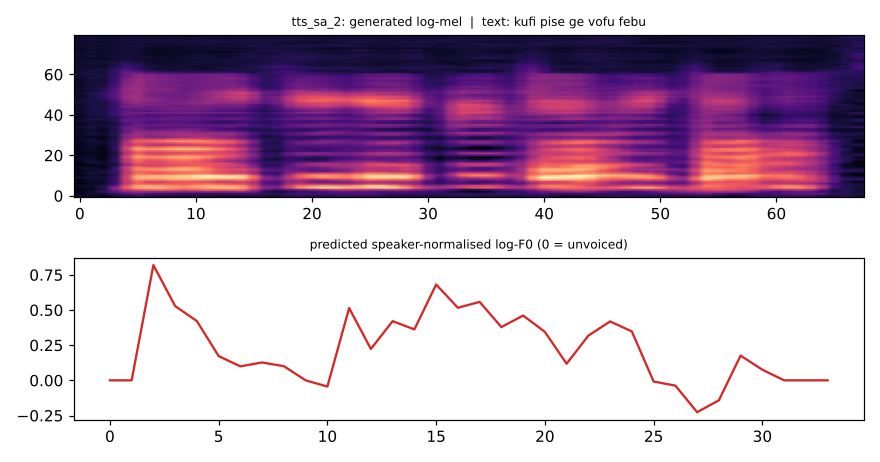 tts_sa_2: generated log-mel | text: kufi pise ge vofu febu
60
40
20
0
0 10 20 30 40 50 60
predicted speaker-normalised log-F0 (0 = unvoiced)
0.75
0.50
0.25
0.00
−0.25
0 5 10 15 20 25 30